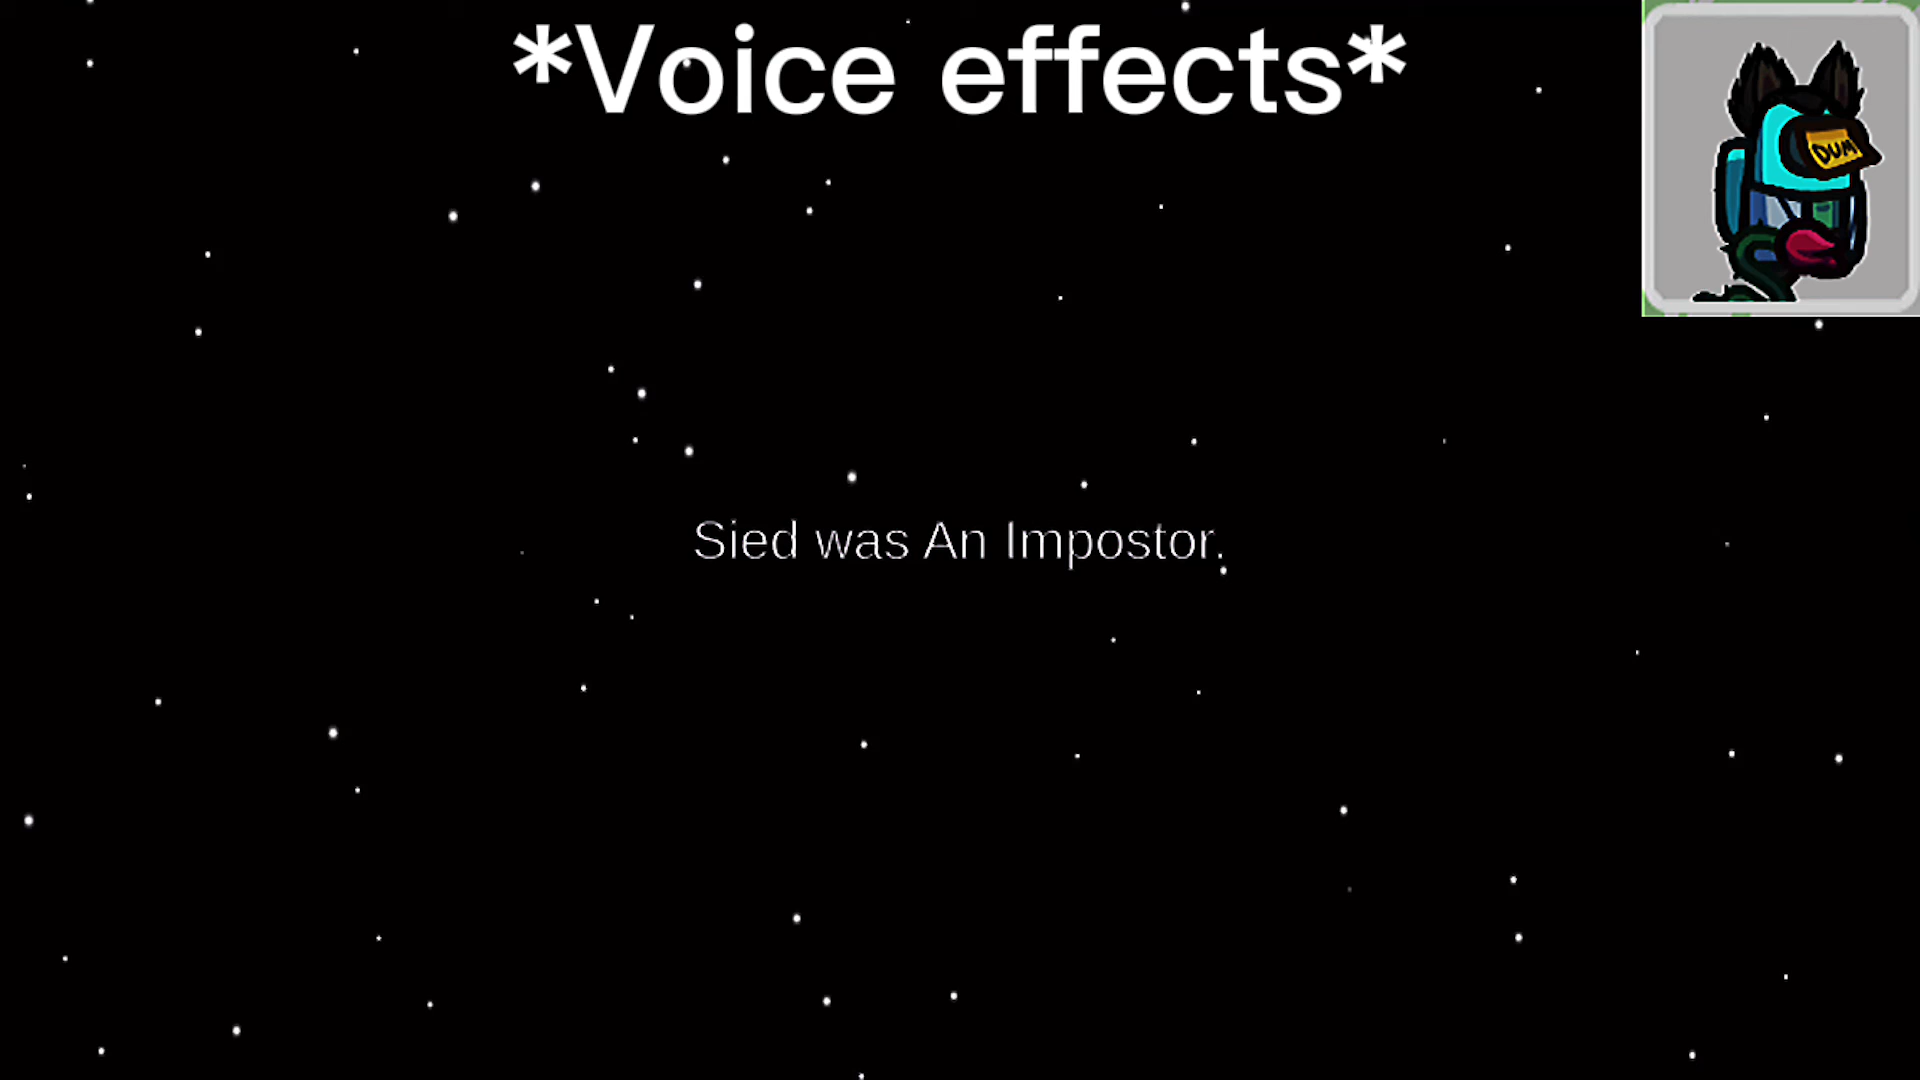 *Voice effects*
DUM
Sied was An Impostor.